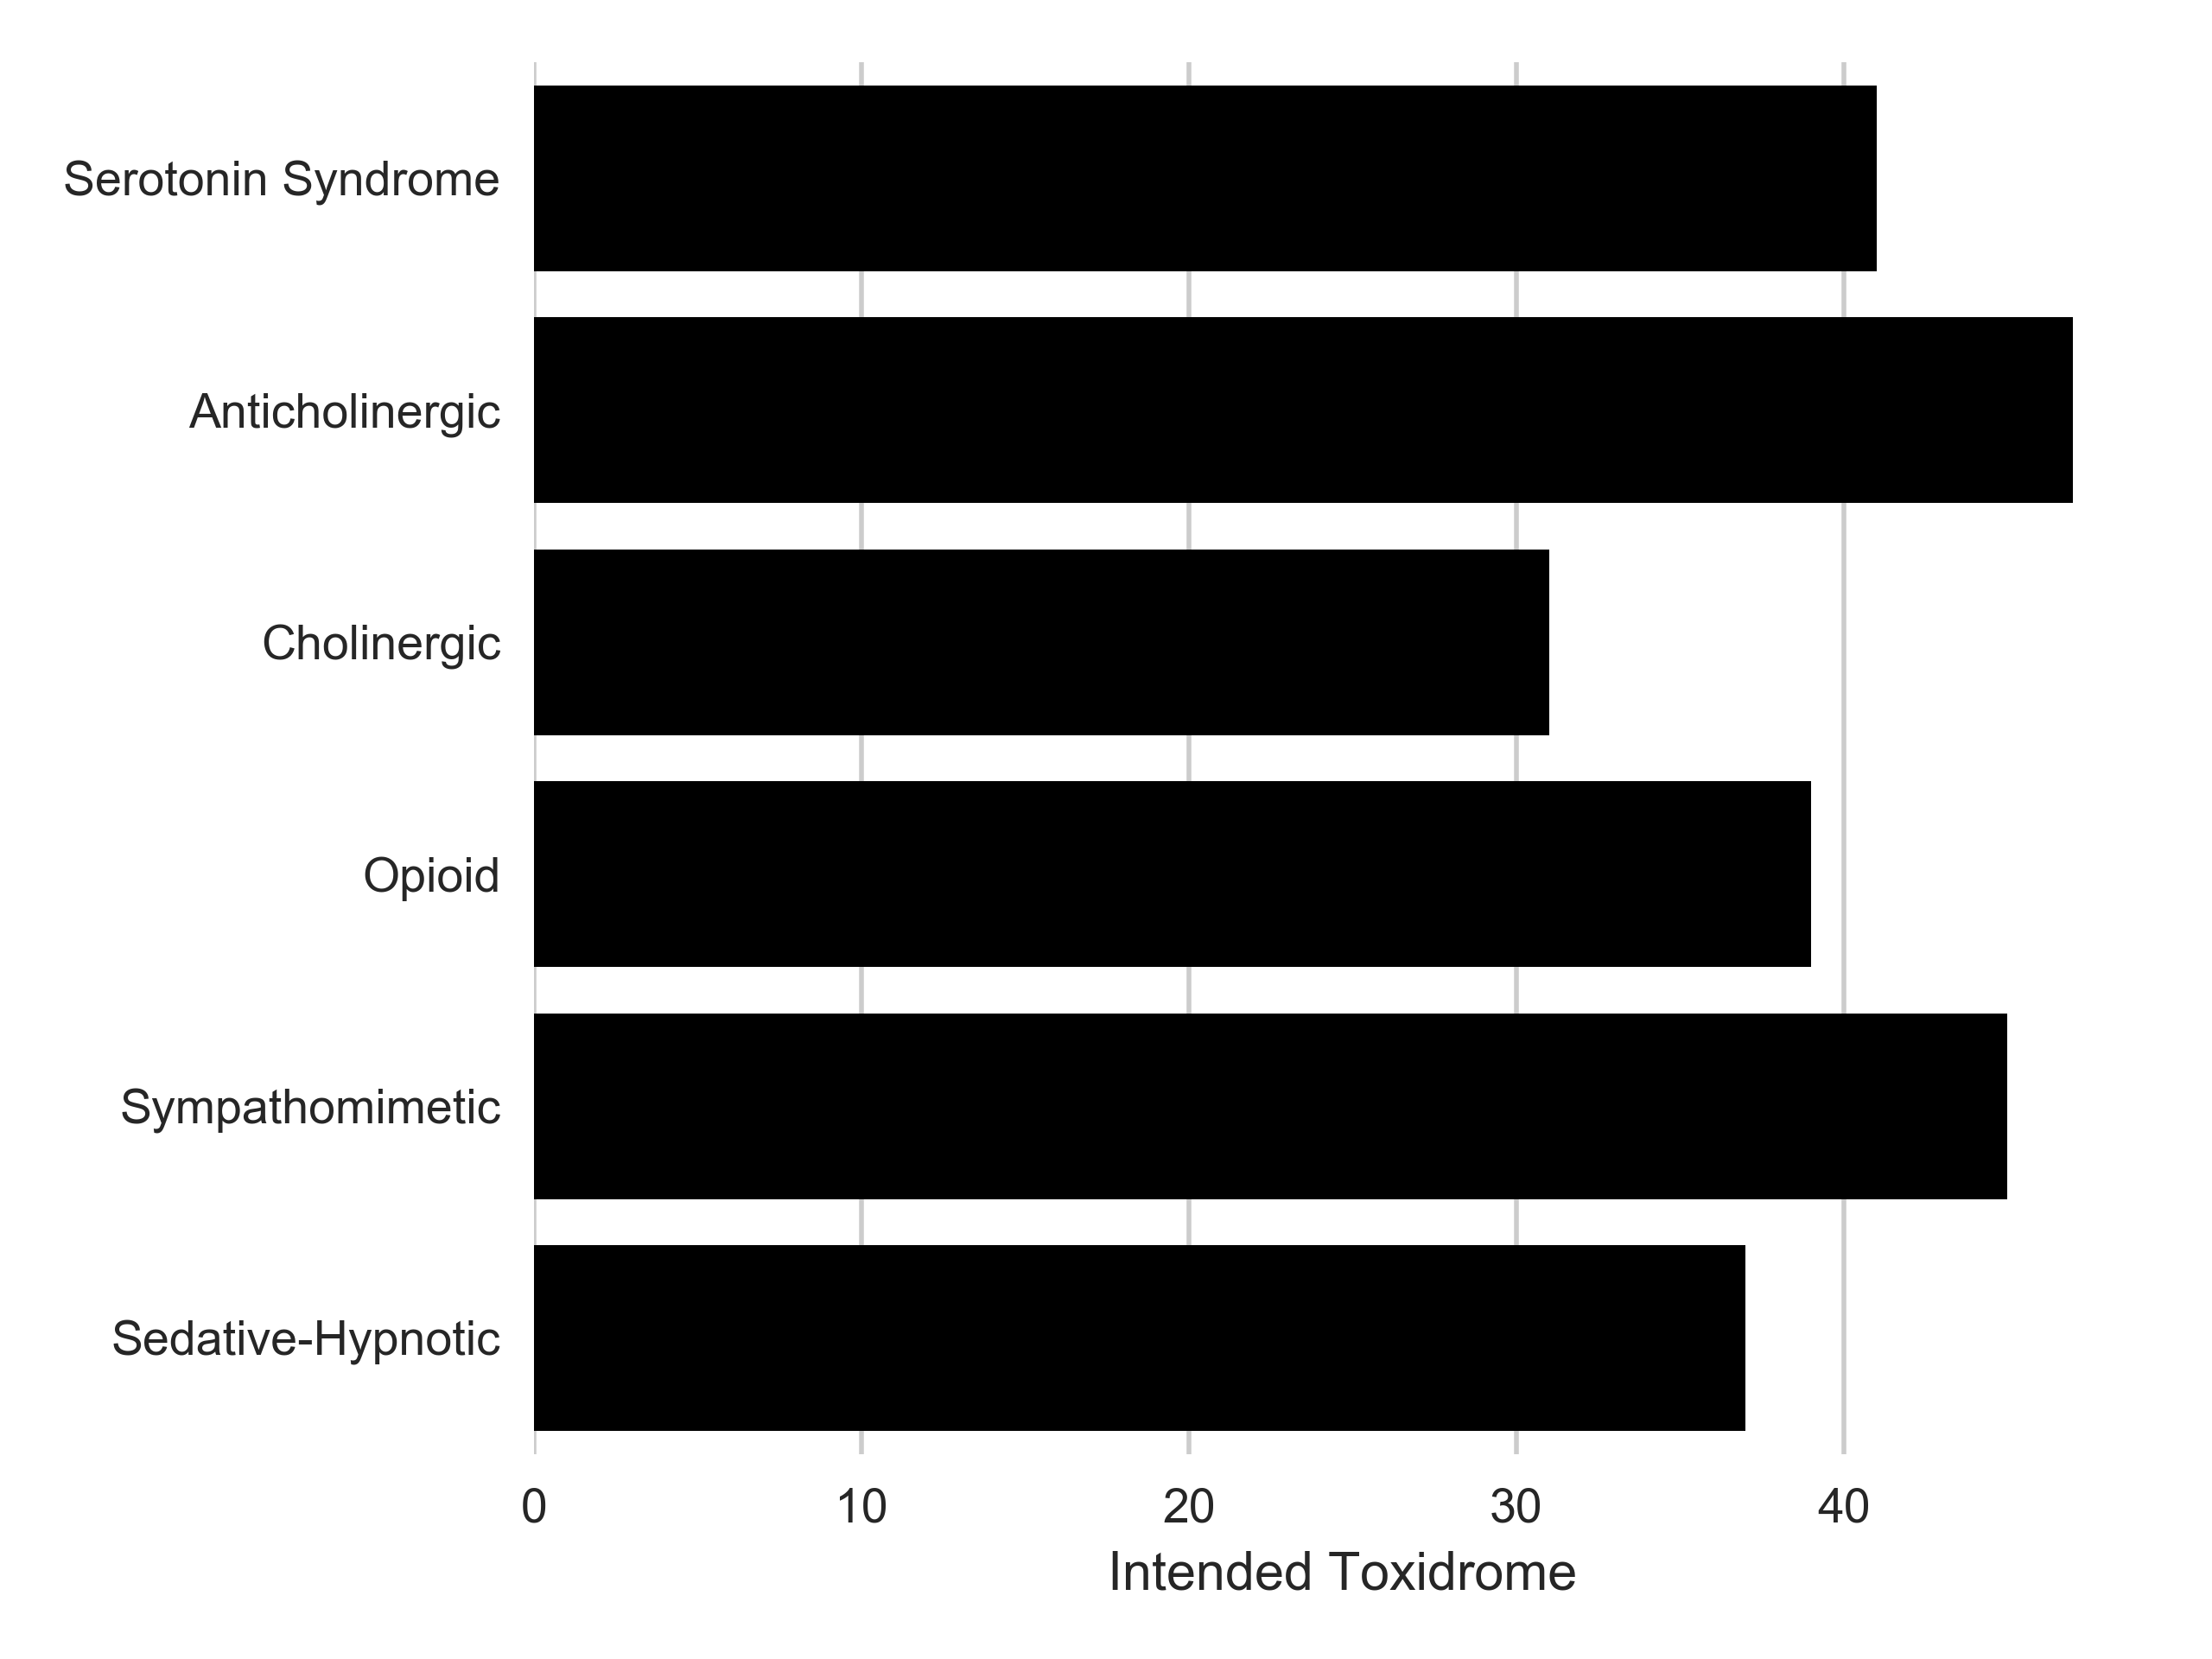 Serotonin Syndrome
Anticholinergic
Cholinergic
Opioid
Sympathomimetic
Sedative-Hypnotic
0 10 20 30 40
Intended Toxidrome